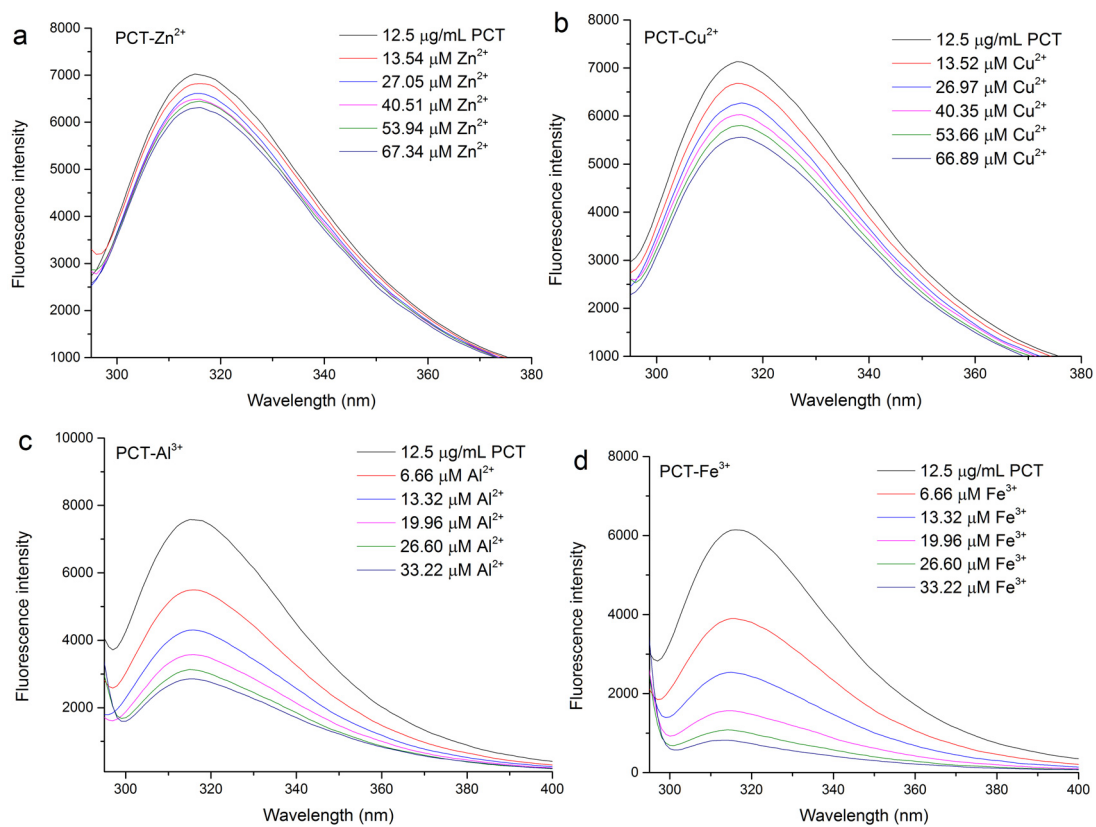 a
PCT-Zn²⁺
12.5 μg/mL PCT
13.54 μM Zn²⁺
27.05 μM Zn²⁺
40.51 μM Zn²⁺
53.94 μM Zn²⁺
67.34 μM Zn²⁺
8000
7000
6000
5000
4000
3000
2000
1000
Fluorescence intensity
300
320
340
360
380
Wavelength (nm)
b
PCT-Cu²⁺
12.5 μg/mL PCT
13.52 μM Cu²⁺
26.97 μM Cu²⁺
40.35 μM Cu²⁺
53.66 μM Cu²⁺
66.89 μM Cu²⁺
8000
7000
6000
5000
4000
3000
2000
1000
Fluorescence intensity
300
320
340
360
380
Wavelength (nm)
c
PCT-Al³⁺
12.5 μg/mL PCT
6.66 μM Al²⁺
13.32 μM Al²⁺
19.96 μM Al²⁺
26.60 μM Al²⁺
33.22 μM Al²⁺
10000
8000
6000
4000
2000
Fluorescence intensity
300
320
340
360
380
400
Wavelength (nm)
d
PCT-Fe³⁺
12.5 μg/mL PCT
6.66 μM Fe³⁺
13.32 μM Fe³⁺
19.96 μM Fe³⁺
26.60 μM Fe³⁺
33.22 μM Fe³⁺
8000
6000
4000
2000
0
Fluorescence intensity
300
320
340
360
380
400
Wavelength (nm)